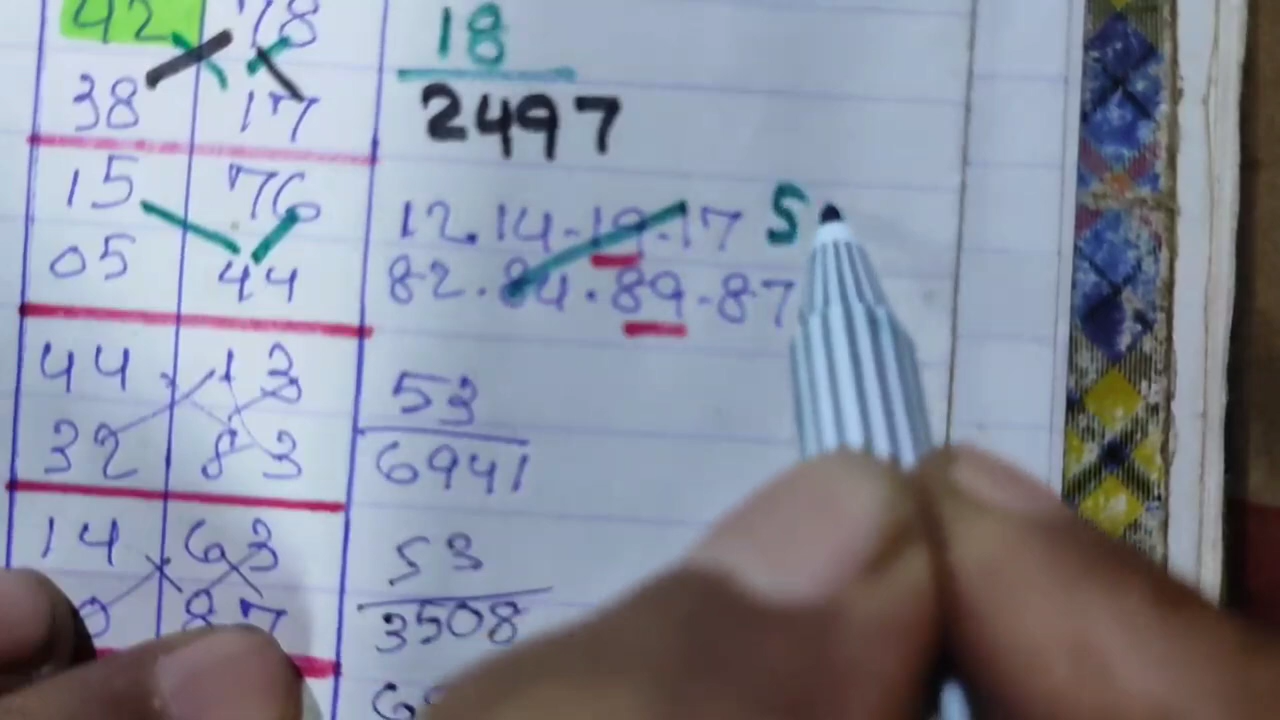 42 78 18
38 17 2497
15 76 12.14-19.17 5
05 44 82.84.89-87
44 13 53
32 83 6941
14 63 53
87 3508